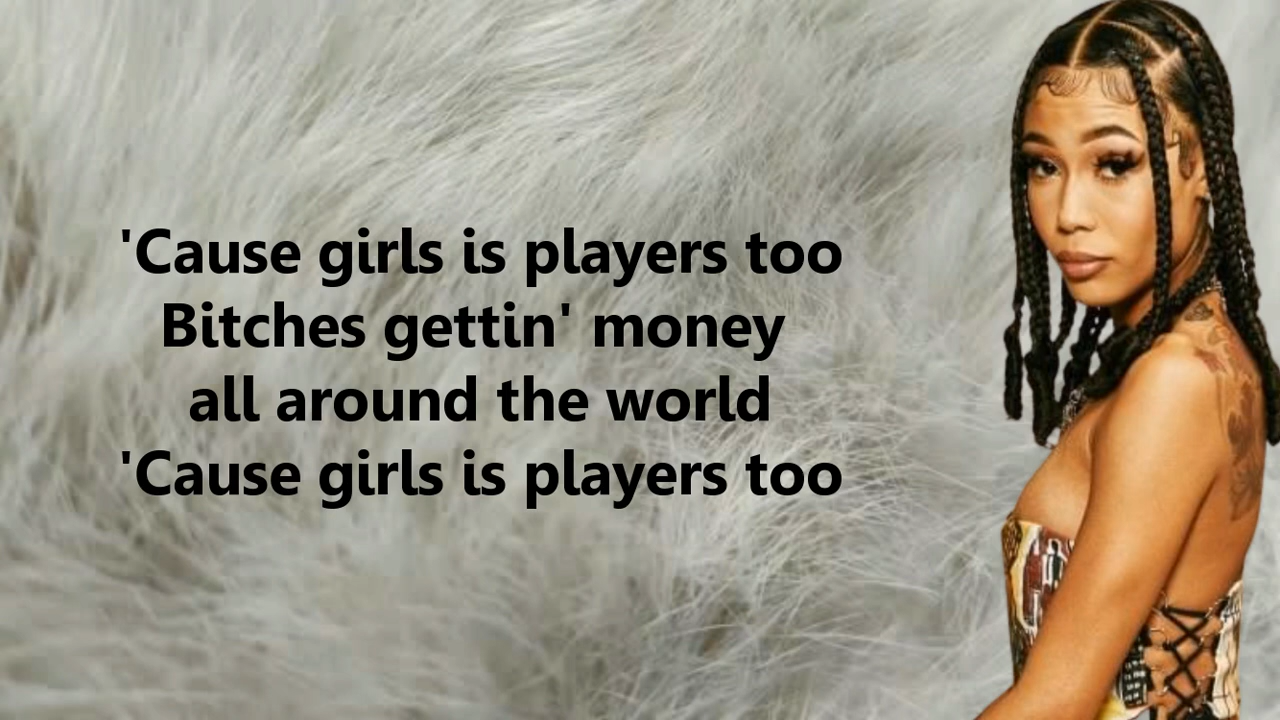 'Cause girls is players too
Bitches gettin' money
all around the world
'Cause girls is players too